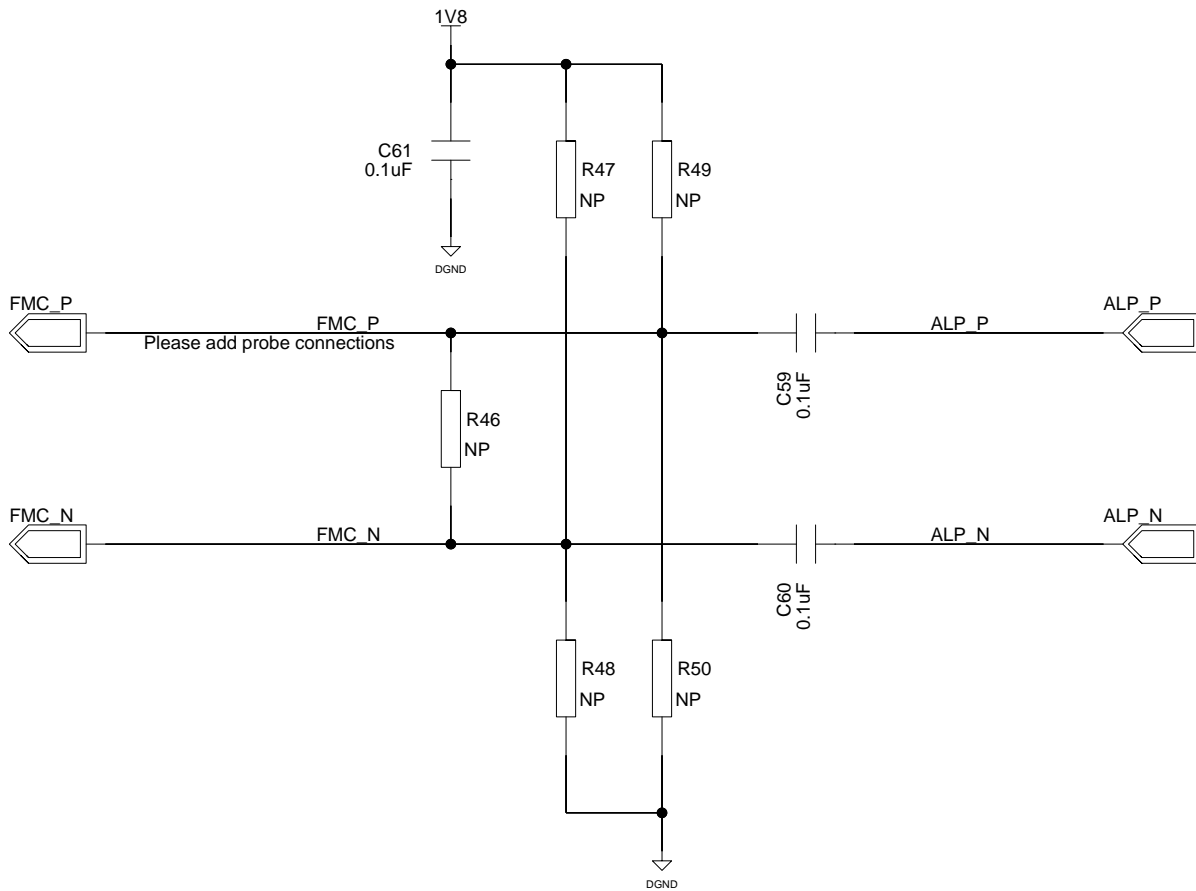 1V8
C61
0.1uF
R47
NP
R49
NP
DGND
FMC_P
FMC_P
Please add probe connections
ALP_P
ALP_P
C59
0.1uF
R46
NP
FMC_N
FMC_N
ALP_N
ALP_N
C60
0.1uF
R48
NP
R50
NP
DGND